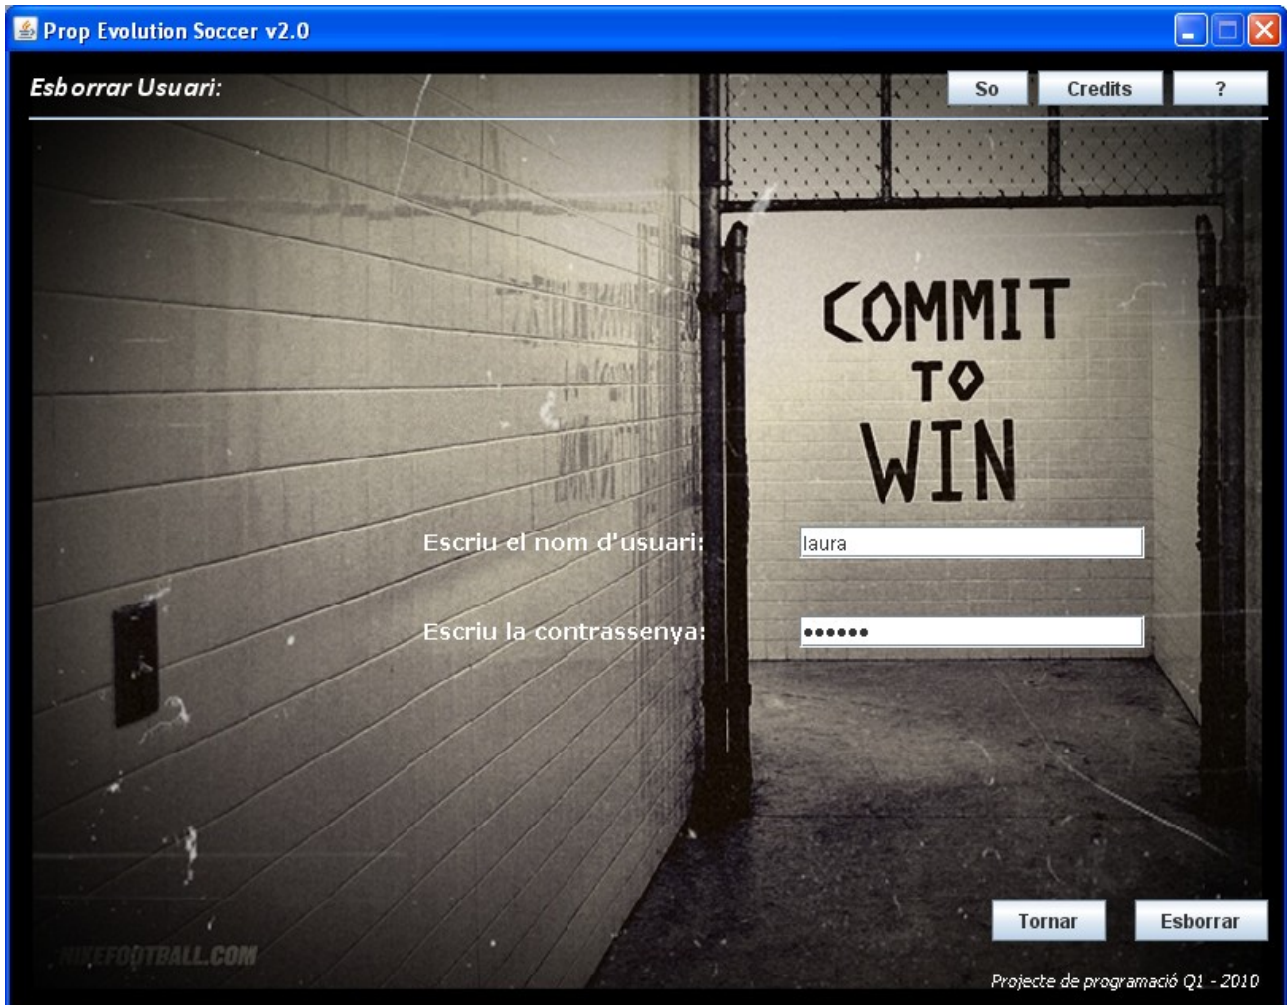 Prop Evolution Soccer v2.0
Esborrar Usuari:
So Credits ?
COMMIT
TO
WIN
Escriu el nom d'usuari: laura
Escriu la contrassenya: ••••••
Tornar Esborrar
NIKEFOOTBALL.COM
Projecte de programació Q1 - 2010